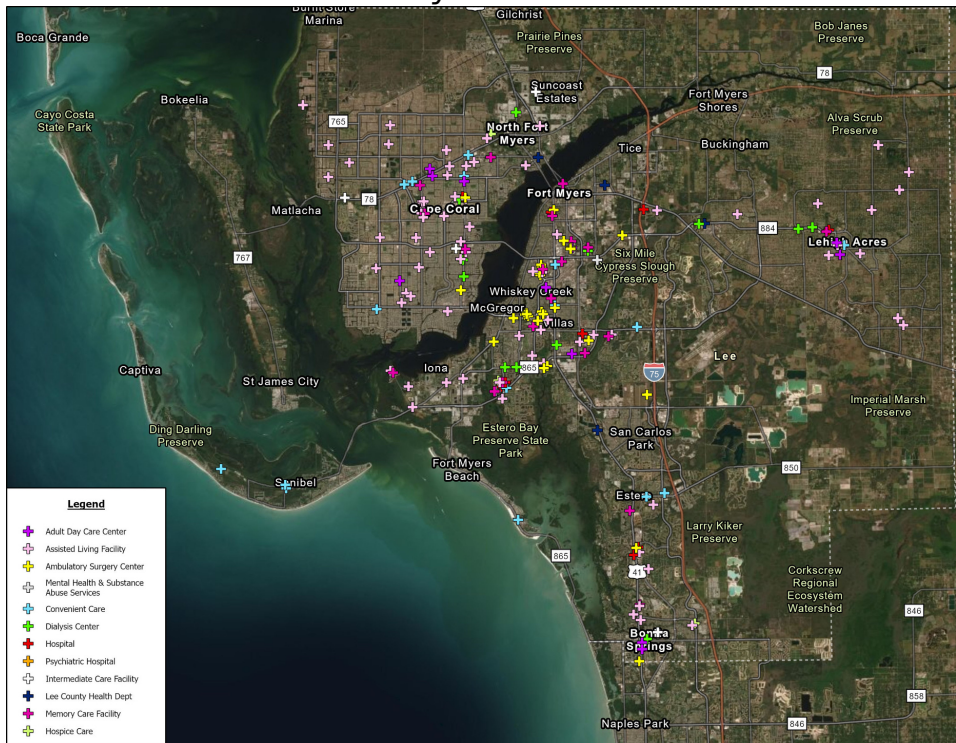 Burnt Store
Marina
Gilchrist
Boca Grande
Prairie Pines
Preserve
Bob Janes
Preserve
78
Suncoast
Estates
Bokeelia
Fort Myers
Shores
Cayo Costa
State Park
765
North Fort
Myers
Alva Scrub
Preserve
Tice
Buckingham
Fort Myers
78
Matlacha
Cape Coral
884
Lehigh Acres
767
Six Mile
Cypress Slough
Preserve
Whiskey Creek
McGregor
Villas
Lee
Captiva
St James City
Iona
865
75
Imperial Marsh
Preserve
Ding Darling
Preserve
Estero Bay
Preserve State
Park
San Carlos
Park
Fort Myers
Beach
850
Sanibel
Estero
Larry Kiker
Preserve
865
41
Corkscrew
Regional
Ecosystem
Watershed
846
Bonita
Springs
858
Naples Park
846
Legend
Adult Day Care Center
Assisted Living Facility
Ambulatory Surgery Center
Mental Health & Substance
Abuse Services
Convenient Care
Dialysis Center
Hospital
Psychiatric Hospital
Intermediate Care Facility
Lee County Health Dept
Memory Care Facility
Hospice Care